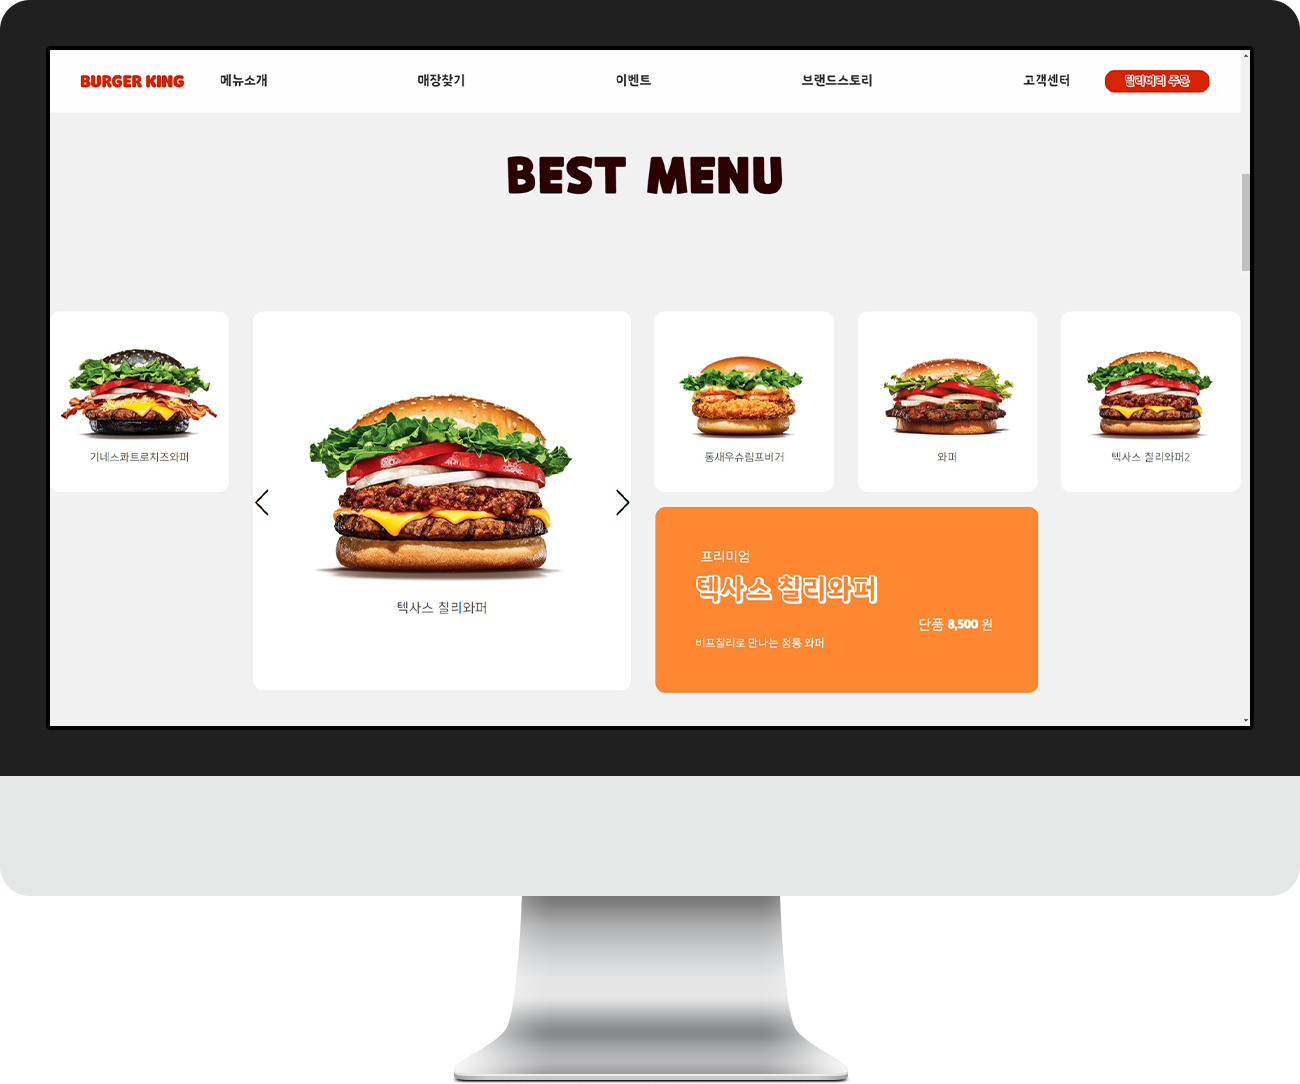 BURGER KING
메뉴소개
매장찾기
이벤트
브랜드스토리
고객센터
딜리버리 주문
BEST MENU
기네스콰트로치즈와퍼
텍사스 칠리와퍼
통새우슈림프버거
와퍼
텍사스 칠리와퍼2
프리미엄
텍사스 칠리와퍼
단품 8,500 원
비프칠리로 만나는 정통 와퍼